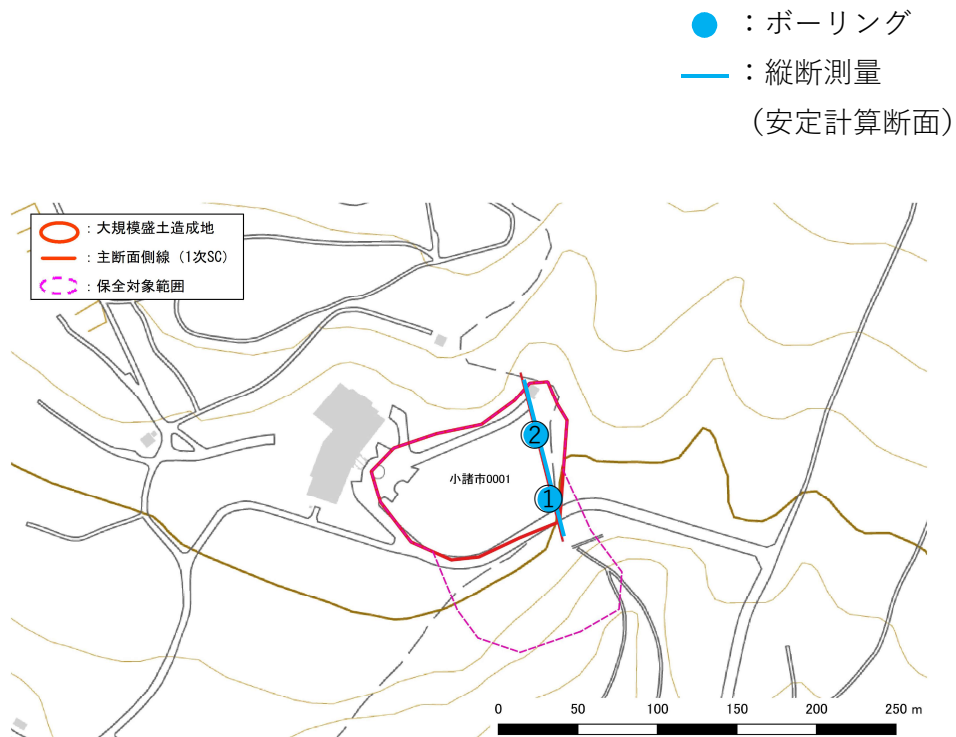 ：ボーリング
：縦断測量
（安定計算断面）
：大規模盛土造成地
：主断面側線（1次SC）
：保全対象範囲
②
小諸市0001
①
0 50 100 150 200 250 m